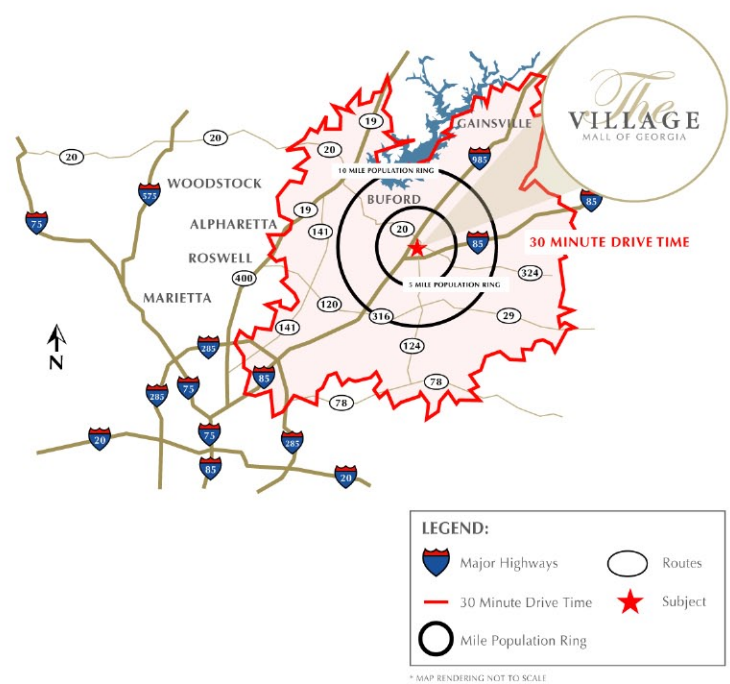 The
VILLAGE
MALL OF GEORGIA
19
GAINSVILLE
20
20
20
985
10 MILE POPULATION RING
WOODSTOCK
575
BUFORD
85
19
75
ALPHARETTA
141
20
85
30 MINUTE DRIVE TIME
ROSWELL
324
400
5 MILE POPULATION RING
MARIETTA
120
316
29
141
N
285
124
85
75
78
285
78
75
20
285
85
20
LEGEND:
Major Highways
Routes
30 Minute Drive Time
Subject
Mile Population Ring
* MAP RENDERING NOT TO SCALE